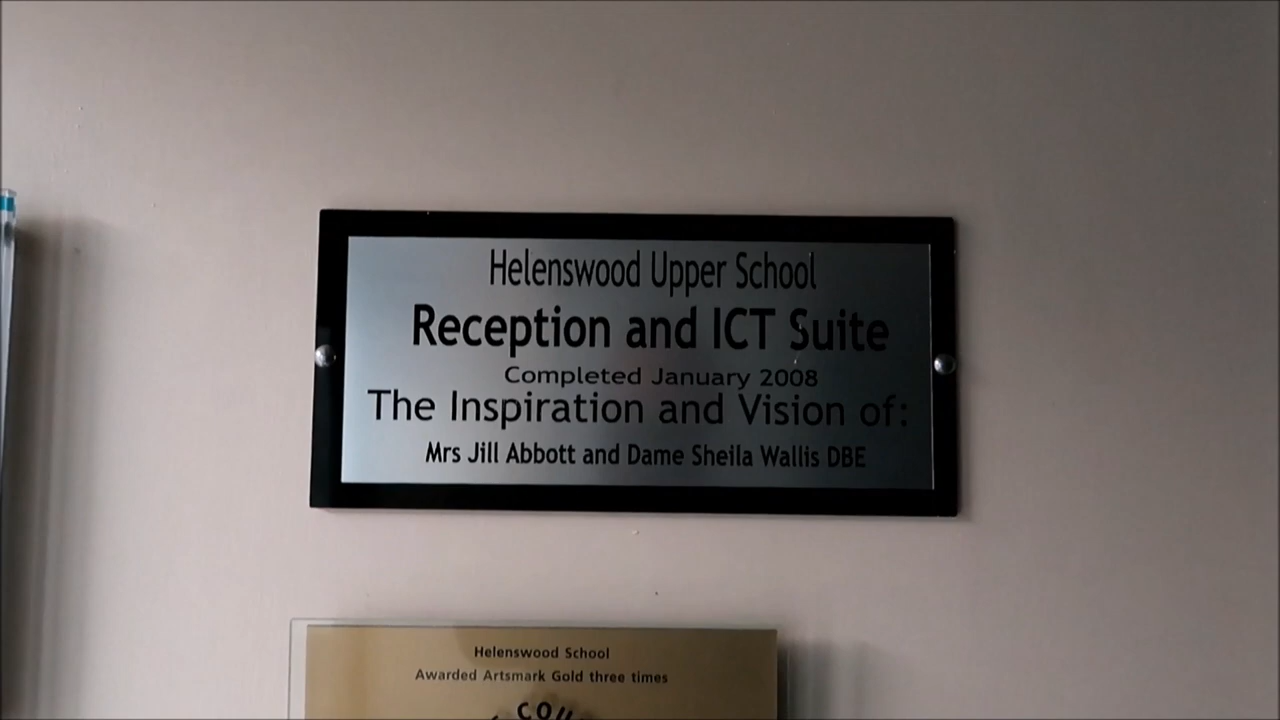 Helenswood Upper School
Reception and ICT Suite
Completed January 2008
The Inspiration and Vision of:
Mrs Jill Abbott and Dame Sheila Wallis DBE
Helenswood School
Awarded Artsmark Gold three times